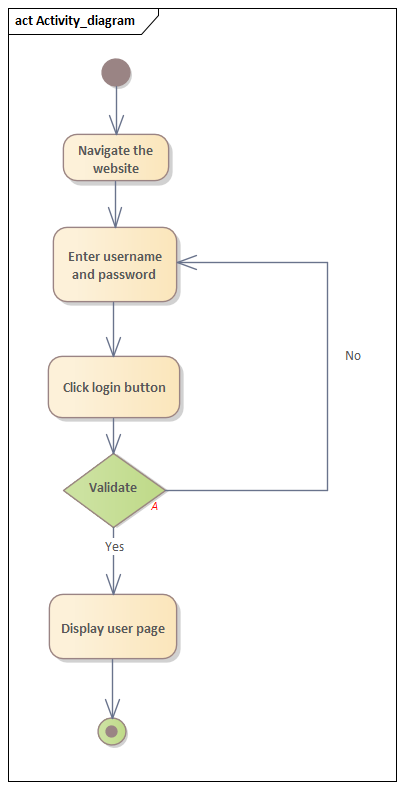 act Activity_diagram
Navigate the
website
Enter username
and password
No
Click login button
Validate
A
Yes
Display user page